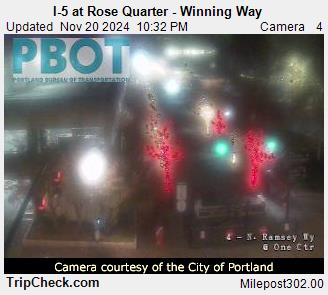 I-5 at Rose Quarter - Winning Way
Updated Nov 20 2024 10:32 PM Camera 4
PBOT
PORTLAND BUREAU OF TRANSPORTATION
4 - N. Ramsey Wy
@ One Ctr
Camera courtesy of the City of Portland
TripCheck.com Milepost302.00